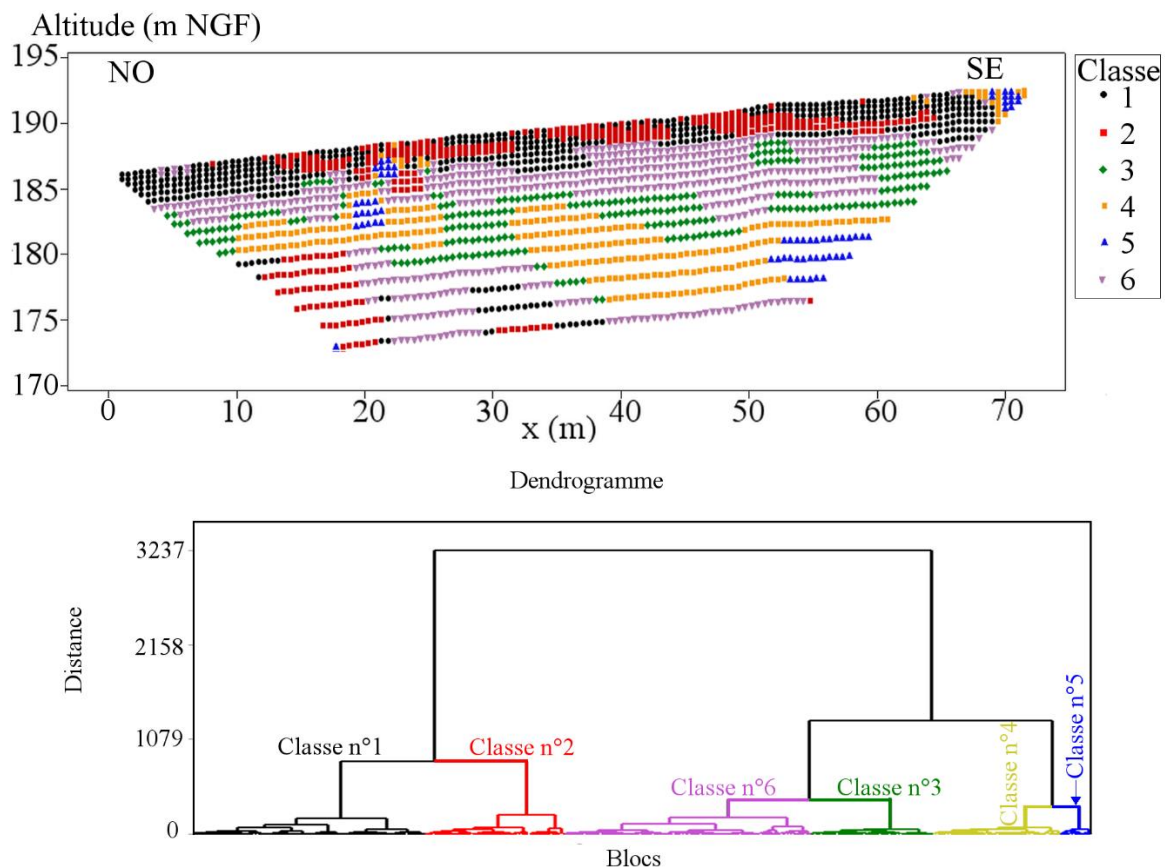 Altitude (m NGF)
195
190
185
180
175
170
NO
SE
0 10 20 30 40 50 60 70
x (m)
Classe
1
2
3
4
5
6
Dendrogramme
Distance
3237
2158
1079
0
Classe n°1
Classe n°2
Classe n°6
Classe n°3
Classe n°4
Classe n°5
Blocs